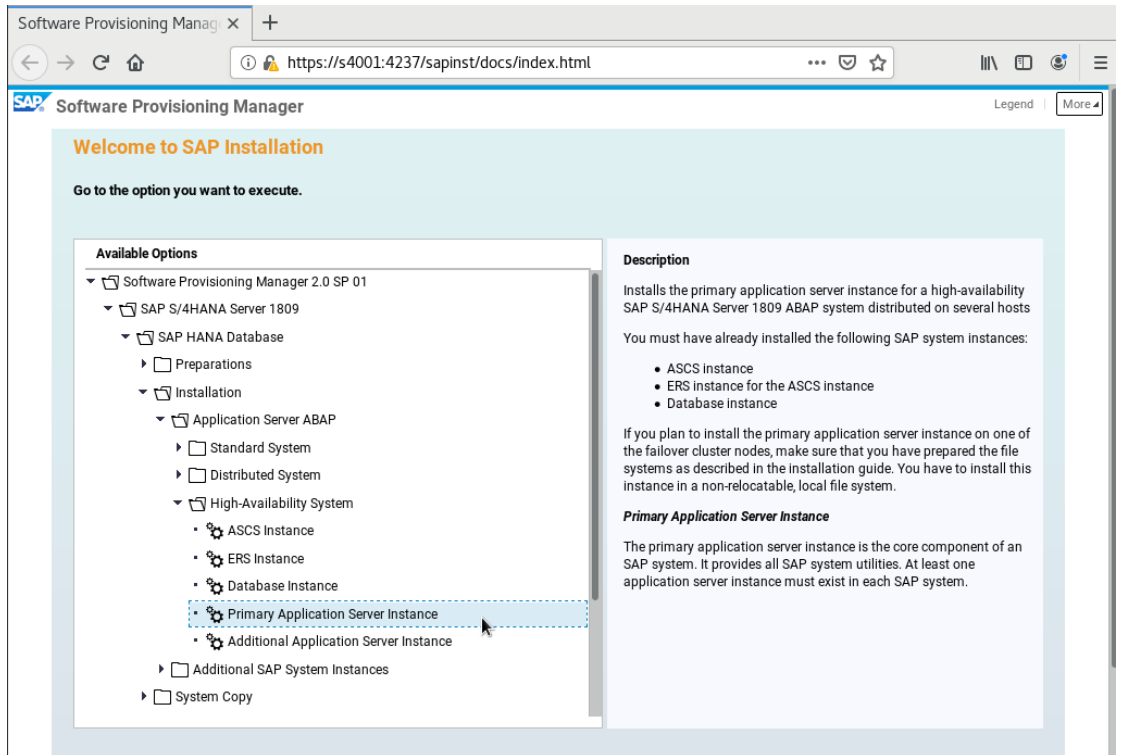 Software Provisioning Manag
https://s4001:4237/sapinst/docs/index.html
SAP Software Provisioning Manager
Legend
More
Welcome to SAP Installation
Go to the option you want to execute.
Available Options
Software Provisioning Manager 2.0 SP 01
SAP S/4HANA Server 1809
SAP HANA Database
Preparations
Installation
Application Server ABAP
Standard System
Distributed System
High-Availability System
ASCS Instance
ERS Instance
Database Instance
Primary Application Server Instance
Additional Application Server Instance
Additional SAP System Instances
System Copy
Description
Installs the primary application server instance for a high-availability
SAP S/4HANA Server 1809 ABAP system distributed on several hosts
You must have already installed the following SAP system instances:
• ASCS instance
• ERS instance for the ASCS instance
• Database instance
If you plan to install the primary application server instance on one of
the failover cluster nodes, make sure that you have prepared the file
systems as described in the installation guide. You have to install this
instance in a non-relocatable, local file system.
Primary Application Server Instance
The primary application server instance is the core component of an
SAP system. It provides all SAP system utilities. At least one
application server instance must exist in each SAP system.